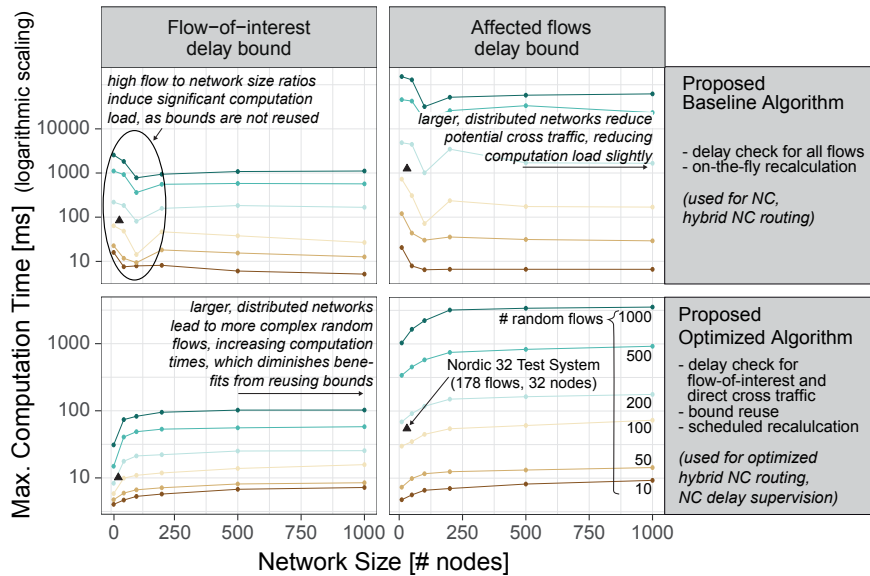 Flow−of−interest
delay bound
Affected flows
delay bound
Max. Computation Time [ms] (logarithmic scaling)
high flow to network size ratios
induce significant computation
load, as bounds are not reused
larger, distributed networks reduce
potential cross traffic, reducing
computation load slightly
10000
1000
100
10
Proposed
Baseline Algorithm
- delay check for all flows
- on-the-fly recalculation
(used for NC,
hybrid NC routing)
larger, distributed networks
lead to more complex random
flows, increasing computation
times, which diminishes bene-
fits from reusing bounds
1000
100
10
# random flows
1000
500
200
100
50
10
Nordic 32 Test System
(178 flows, 32 nodes)
Proposed
Optimized Algorithm
- delay check for
flow-of-interest and
direct cross traffic
- bound reuse
- scheduled recalulcation
(used for optimized
hybrid NC routing,
NC delay supervision)
0 250 500 750 1000
0 250 500 750 1000
Network Size [# nodes]